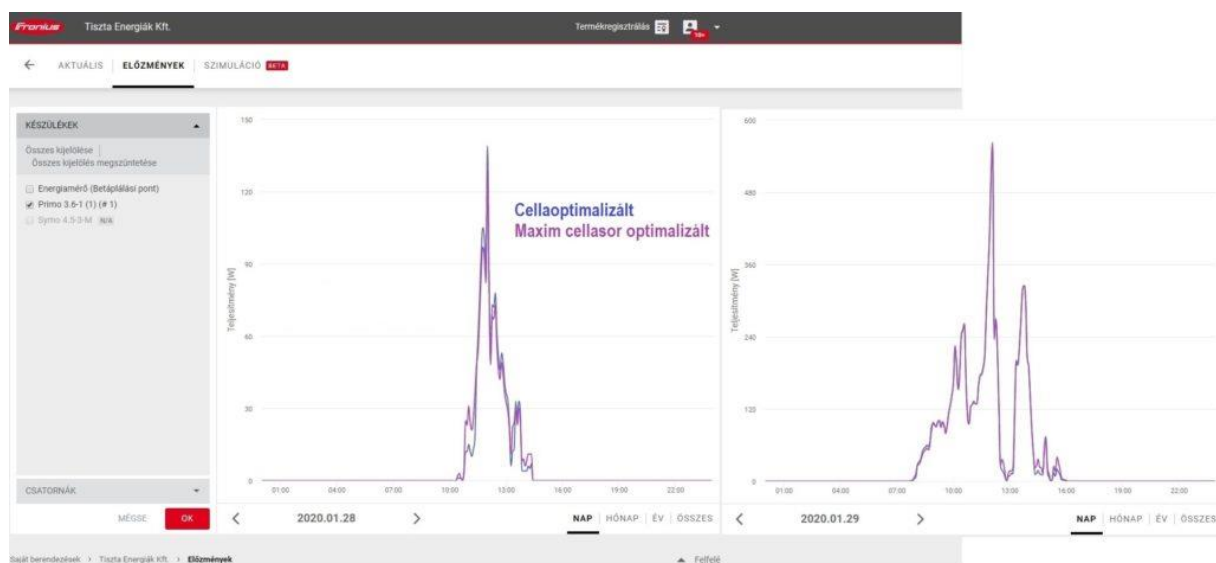 Fronius Tiszta Energiák Kft. Termékregisztrálás 10+
AKTUÁLIS ELŐZMÉNYEK SZIMULÁCIÓ BETA
KÉSZÜLÉKEK
Összes kijelölése
Összes kijelölés megszüntetése
Energiamérő (Betáplálási pont)
Primo 3.6-1 (1) (# 1)
Symo 4.5-3-M N/A
CSATORNÁK
MÉGSE OK
Teljesítmény [W]
150
120
90
60
30
0
01:00 04:00 07:00 10:00 13:00 16:00 19:00 22:00
Cellaoptimalizált
Maxim cellasor optimalizált
2020.01.28 NAP HÓNAP ÉV ÖSSZES
Teljesítmény [W]
600
480
360
240
120
0
01:00 04:00 07:00 10:00 13:00 16:00 19:00 22:00
2020.01.29 NAP HÓNAP ÉV ÖSSZES
Saját berendezések > Tiszta Energiák Kft. > Előzmények Felfelé